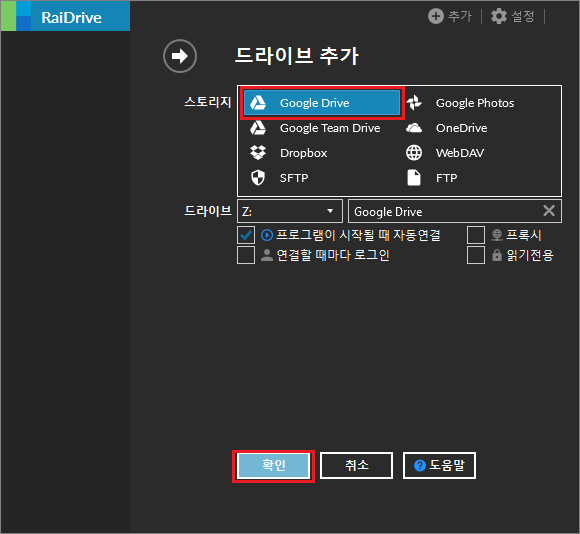 RaiDrive
추가 설정
드라이브 추가
스토리지
Google Drive Google Photos
Google Team Drive OneDrive
Dropbox WebDAV
SFTP FTP
드라이브 Z: Google Drive
프로그램이 시작될 때 자동연결 프록시
연결할 때마다 로그인 읽기전용
확인 취소 ? 도움말